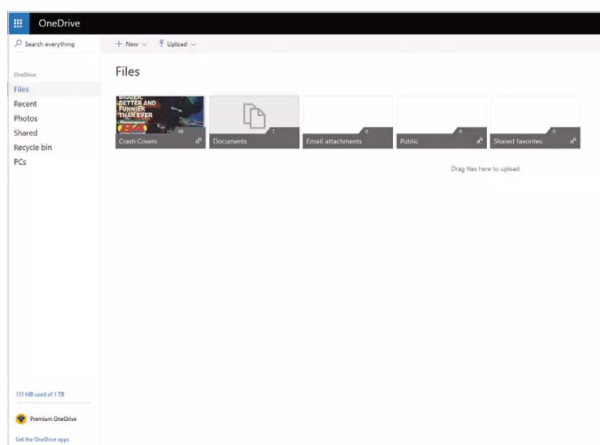 OneDrive
Search everything
New
Upload
OneDrive
Files
Recent
Photos
Shared
Recycle bin
PCs
Files
BETTER AND
FUNNIER
THAN EVER
Crash Covers
Documents
7
Email attachments
Public
Shared favorites
Drag files here to upload
131 MB used of 1 TB
Premium OneDrive
Get the OneDrive apps